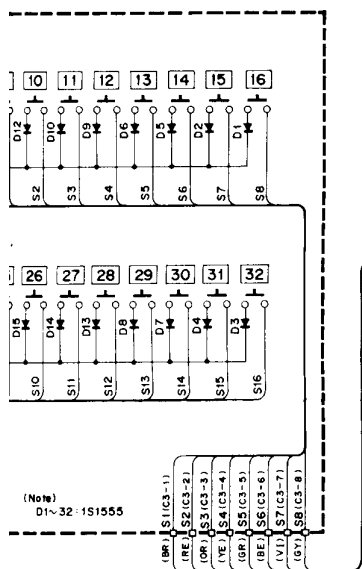 10 11 12 13 14 15 16
D12 D10 D9 D6 D5 D2 D1
S2 S3 S4 S5 S6 S7 S8
26 27 28 29 30 31 32
D15 D14 D13 D8 D7 D4 D3
S10 S11 S12 S13 S14 S15 S16
(Note)
D1~32:1S1555
(BR) S1(C3-1)
(RE) S2(C3-2)
(OR) S3(C3-3)
(YE) S4(C3-4)
(GR) S5(C3-5)
(BE) S6(C3-6)
(VI) S7(C3-7)
(GY) S8(C3-8)